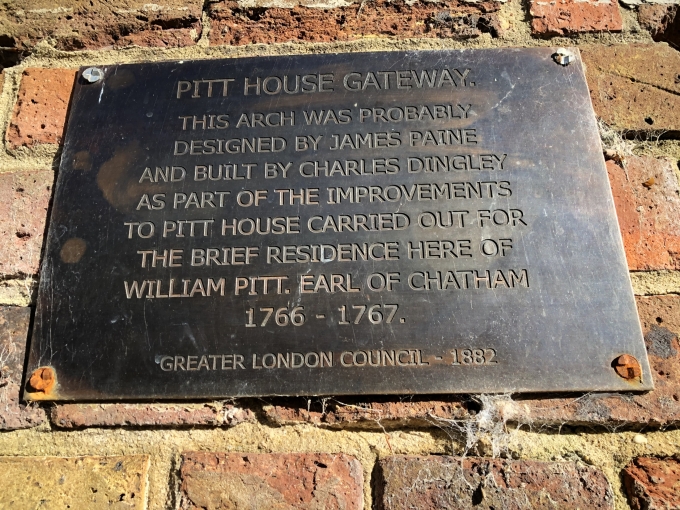 PITT HOUSE GATEWAY.
THIS ARCH WAS PROBABLY
DESIGNED BY JAMES PAINE
AND BUILT BY CHARLES DINGLEY
AS PART OF THE IMPROVEMENTS
TO PITT HOUSE CARRIED OUT FOR
THE BRIEF RESIDENCE HERE OF
WILLIAM PITT. EARL OF CHATHAM
1766 - 1767.
GREATER LONDON COUNCIL - 1882